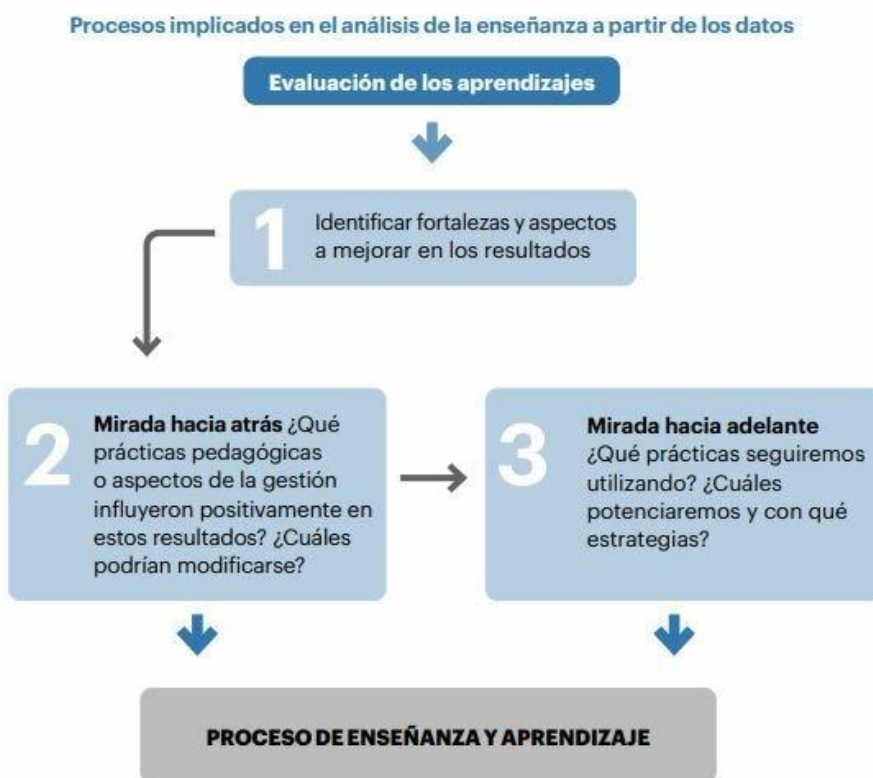 Procesos implicados en el análisis de la enseñanza a partir de los datos
Evaluación de los aprendizajes
1
Identificar fortalezas y aspectos
a mejorar en los resultados
2
Mirada hacia atrás ¿Qué
prácticas pedagógicas
o aspectos de la gestión
influyeron positivamente en
estos resultados? ¿Cuáles
podrían modificarse?
3
Mirada hacia adelante
¿Qué prácticas seguiremos
utilizando? ¿Cuáles
potenciaremos y con qué
estrategias?
PROCESO DE ENSEÑANZA Y APRENDIZAJE